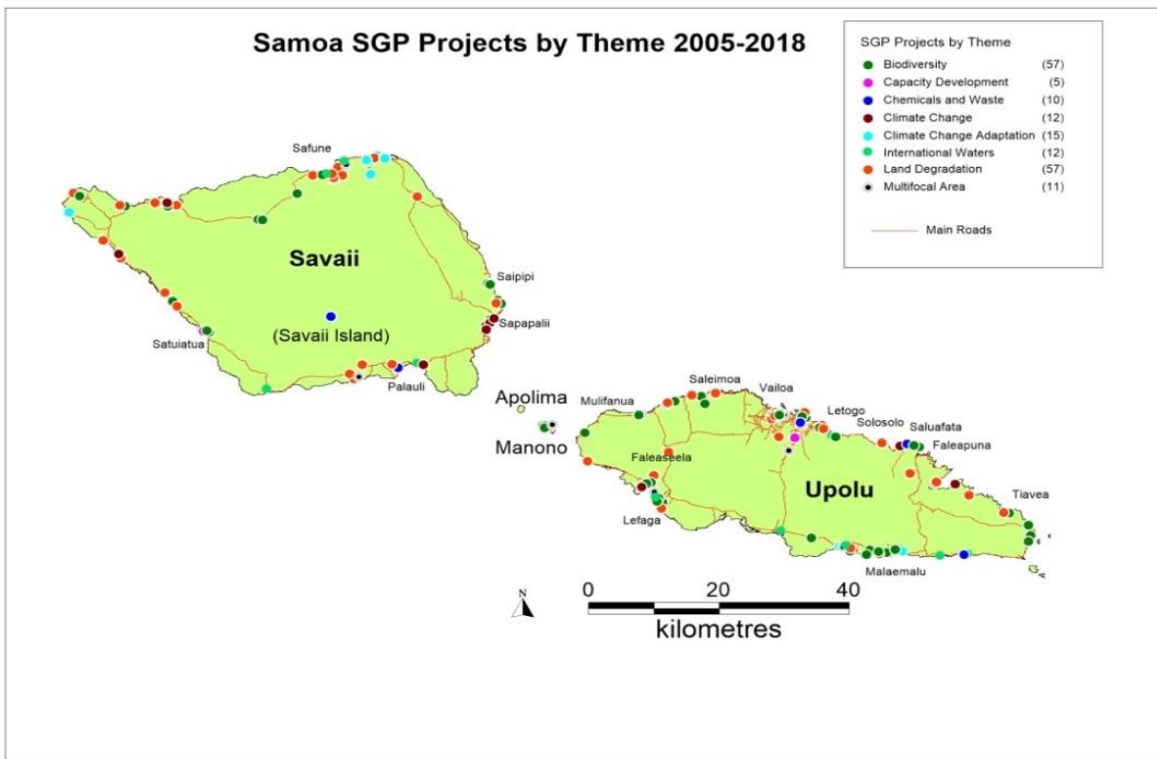 Samoa SGP Projects by Theme 2005-2018
SGP Projects by Theme
Biodiversity (57)
Capacity Development (5)
Chemicals and Waste (10)
Climate Change (12)
Climate Change Adaptation (15)
International Waters (12)
Land Degradation (57)
Multifocal Area (11)
Main Roads
Safune
Savaii
Saipipi
(Savaii Island)
Sapapalii
Satuiatua
Palauli
Apolima
Manono
Mulifanua
Saleimoa
Vailoa
Letogo
Solosolo
Saluafata
Faleapuna
Faleaseela
Upolu
Tiavea
Lefaga
Malaemalu
N
0 20 40
kilometres